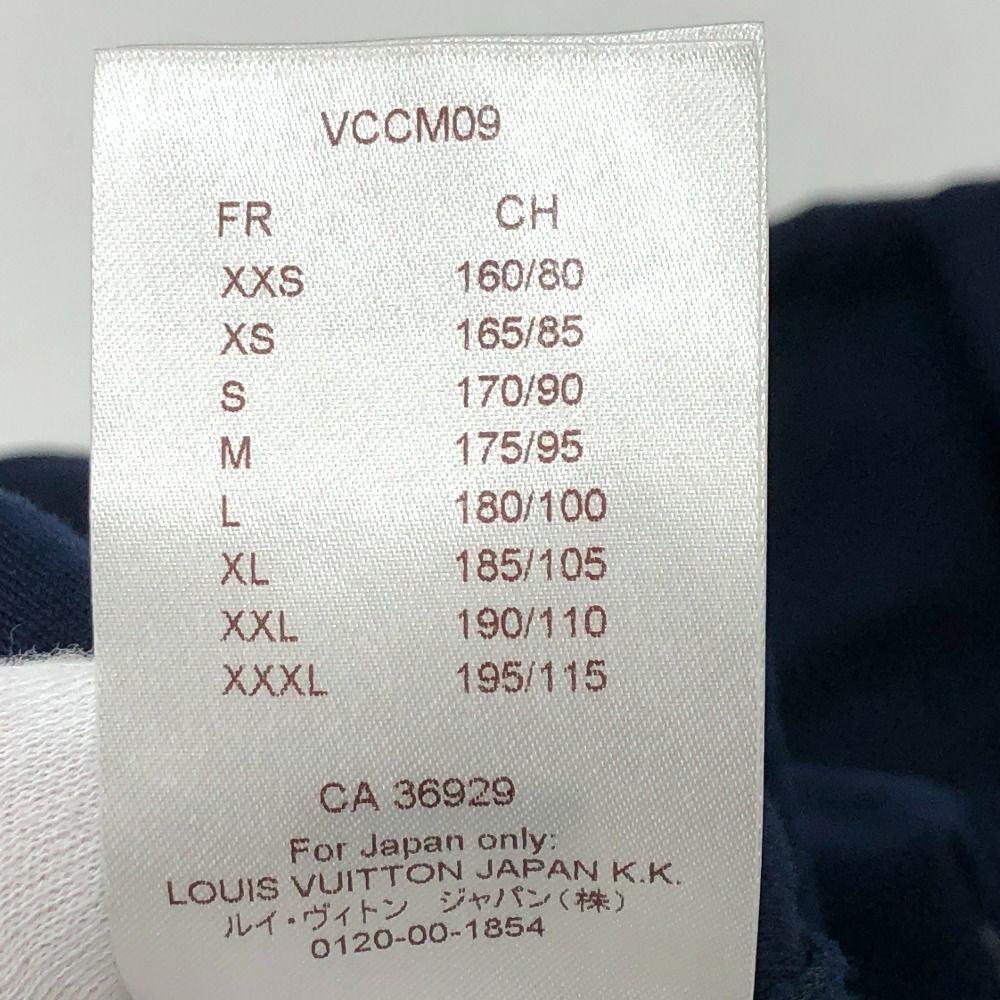 VCCM09
FR CH
XXS 160/80
XS 165/85
S 170/90
M 175/95
L 180/100
XL 185/105
XXL 190/110
XXXL 195/115
CA 36929
For Japan only:
LOUIS VUITTON JAPAN K.K.
ルイ・ヴィトン　ジャパン(株)
0120-00-1854